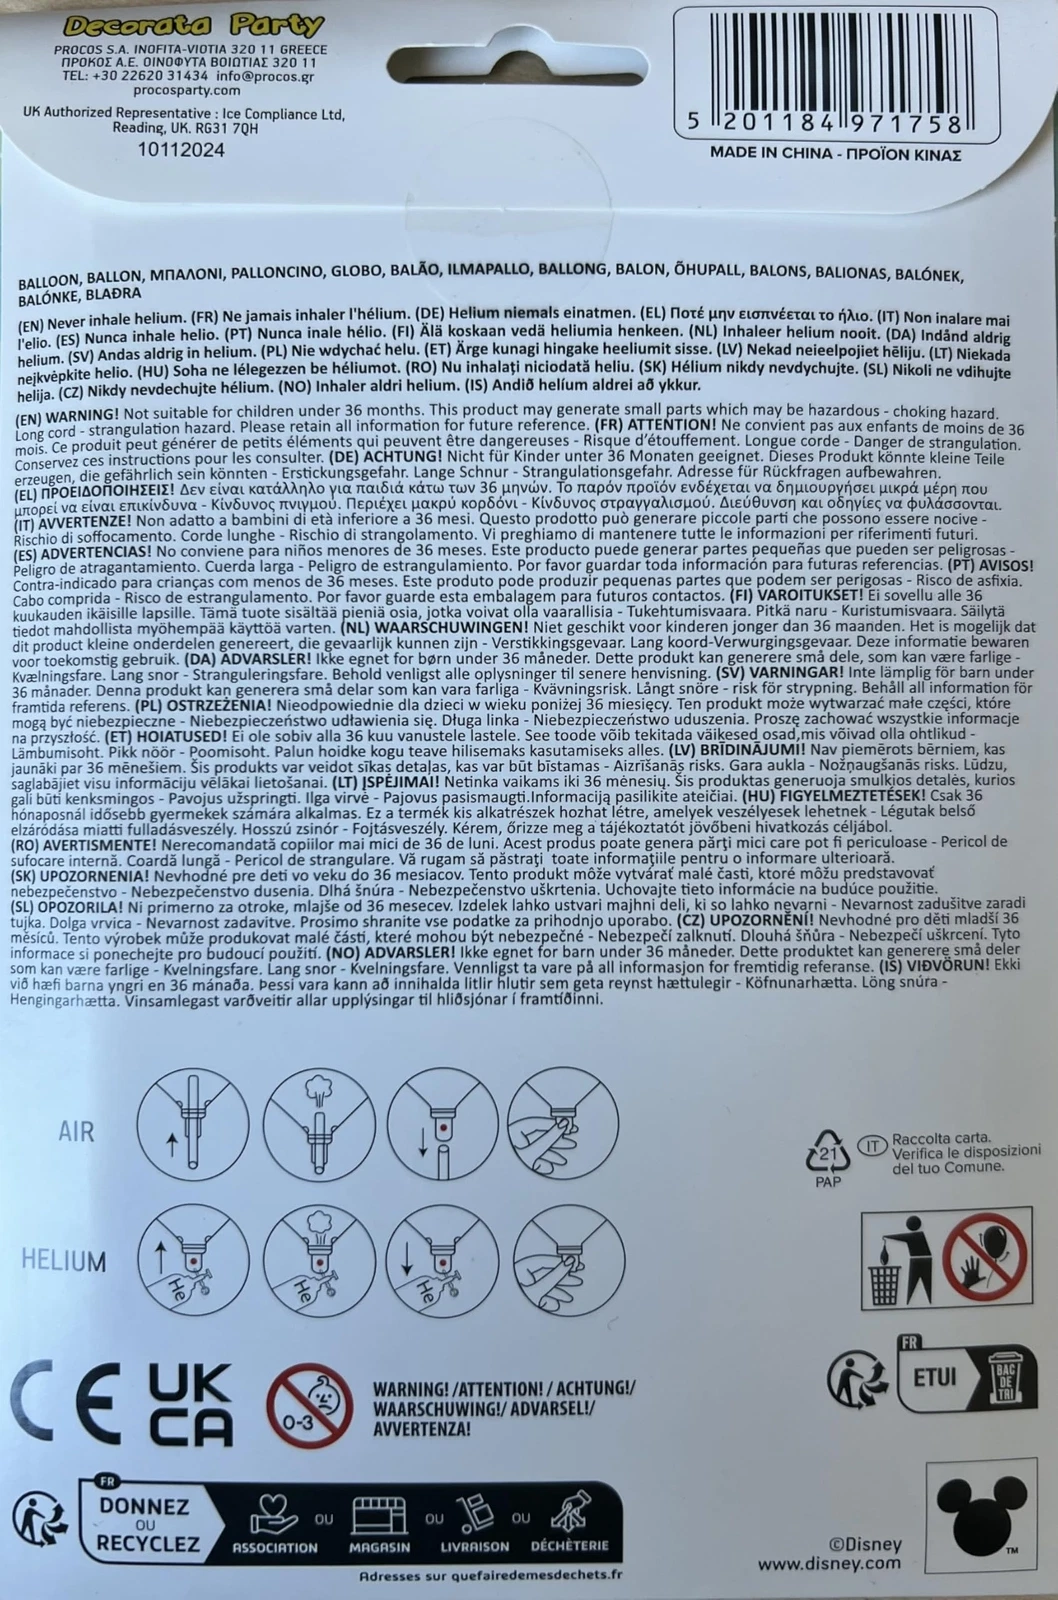 Decorata Party
PROCOS S.A. INOFITA-VIOTIA 320 11 GREECE
ΠΡΟΚΟΣ Α.Ε. ΟΙΝΟΦΥΤΑ ΒΟΙΩΤΙΑΣ 320 11
TEL: +30 22620 31434 info@procos.gr
procosparty.com
UK Authorized Representative : Ice Compliance Ltd,
Reading, UK. RG31 7QH
10112024
5 201184 971758
MADE IN CHINA - ΠΡΟΪΟΝ ΚΙΝΑΣ
BALLOON, BALLON, ΜΠΑΛΟΝΙ, PALLONCINO, GLOBO, BALÃO, ILMAPALLO, BALLONG, BALON, ÕHUPALL, BALONS, BALIONAS, BALÓNEK,
BALÓNKE, BLAĐRA
(EN) Never inhale helium. (FR) Ne jamais inhaler l'hélium. (DE) Helium niemals einatmen. (EL) Ποτέ μην εισπνέεται το ήλιο. (IT) Non inalare mai
l'elio. (ES) Nunca inhale helio. (PT) Nunca inale hélio. (FI) Älä koskaan vedä heliumia henkeen. (NL) Inhaleer helium nooit. (DA) Indånd aldrig
helium. (SV) Andas aldrig in helium. (PL) Nie wdychać helu. (ET) Ärge kunagi hingake heeliumit sisse. (LV) Nekad neieelpojiet hēliju. (LT) Niekada
nejkvėpkite helio. (HU) Soha ne lélegezzen be héliumot. (RO) Nu inhalați niciodată heliu. (SK) Hélium nikdy nevdychujte. (SL) Nikoli ne vdihujte
helija. (CZ) Nikdy nevdechujte hélium. (NO) Inhaler aldri helium. (IS) Andið helíum aldrei að ykkur.
(EN) WARNING! Not suitable for children under 36 months. This product may generate small parts which may be hazardous - choking hazard.
Long cord - strangulation hazard. Please retain all information for future reference. (FR) ATTENTION! Ne convient pas aux enfants de moins de 36
mois. Ce produit peut générer de petits éléments qui peuvent être dangereuses - Risque d'étouffement. Longue corde - Danger de strangulation.
Conservez ces instructions pour les consulter. (DE) ACHTUNG! Nicht für Kinder unter 36 Monaten geeignet. Dieses Produkt könnte kleine Teile
erzeugen, die gefährlich sein könnten - Erstickungsgefahr. Lange Schnur - Strangulationsgefahr. Adresse für Rückfragen aufbewahren.
(EL) ΠΡΟΕΙΔΟΠΟΙΗΣΕΙΣ! Δεν είναι κατάλληλο για παιδιά κάτω των 36 μηνών. Το παρόν προϊόν ενδέχεται να δημιουργήσει μικρά μέρη που
μπορεί να είναι επικίνδυνα - Κίνδυνος πνιγμού. Περιέχει μακρύ κορδόνι - Κίνδυνος στραγγαλισμού. Διεύθυνση και οδηγίες να φυλάσσονται.
(IT) AVVERTENZE! Non adatto a bambini di età inferiore a 36 mesi. Questo prodotto può generare piccole parti che possono essere nocive -
Rischio di soffocamento. Corde lunghe - Rischio di strangolamento. Vi preghiamo di mantenere tutte le informazioni per riferimenti futuri.
(ES) ADVERTENCIAS! No conviene para niños menores de 36 meses. Este producto puede generar partes pequeñas que pueden ser peligrosas -
Peligro de atragantamiento. Cuerda larga - Peligro de estrangulamiento. Por favor guardar toda información para futuras referencias. (PT) AVISOS!
Contra-indicado para crianças com menos de 36 meses. Este produto pode produzir pequenas partes que podem ser perigosas - Risco de asfixia.
Cabo comprida - Risco de estrangulamento. Por favor guarde esta embalagem para futuros contactos. (FI) VAROITUKSET! Ei sovellu alle 36
kuukauden ikäisille lapsille. Tämä tuote sisältää pieniä osia, jotka voivat olla vaarallisia - Tukehtumisvaara. Pitkä naru - Kuristumisvaara. Säilytä
tiedot mahdollista myöhempää käyttöä varten. (NL) WAARSCHUWINGEN! Niet geschikt voor kinderen jonger dan 36 maanden. Het is mogelijk dat
dit product kleine onderdelen genereert, die gevaarlijk kunnen zijn - Verstikkingsgevaar. Lang koord-Verwurgingsgevaar. Deze informatie bewaren
voor toekomstig gebruik. (DA) ADVARSLER! Ikke egnet for børn under 36 måneder. Dette produkt kan generere små dele, som kan være farlige -
Kvælningsfare. Lang snor - Stranguleringsfare. Behold venligst alle oplysninger til senere henvisning. (SV) VARNINGAR! Inte lämplig för barn under
36 månader. Denna produkt kan generera små delar som kan vara farliga - Kvävningsrisk. Långt snöre - risk för strypning. Behåll all information för
framtida referens. (PL) OSTRZEŻENIA! Nieodpowiednie dla dzieci w wieku poniżej 36 miesięcy. Ten produkt może wytwarzać małe części, które
mogą być niebezpieczne - Niebezpieczeństwo udławienia się. Długa linka - Niebezpieczeństwo uduszenia. Proszę zachować wszystkie informacje
na przyszłość. (ET) HOIATUSED! Ei ole sobiv alla 36 kuu vanustele lastele. See toode võib tekitada väikesed osad,mis võivad olla ohtlikud -
Lämbumisoht. Pikk nöör - Poomisoht. Palun hoidke kogu teave hilisemaks kasutamiseks alles. (LV) BRĪDINĀJUMI! Nav piemērots bērniem, kas
jaunāki par 36 mēnešiem. Šis produkts var veidot sīkas detaļas, kas var būt bīstamas - Aizrīšanās risks. Gara aukla - Nožņaugšanās risks. Lūdzu,
saglabājiet visu informāciju vēlākai lietošanai. (LT) ĮSPĖJIMAI! Netinka vaikams iki 36 mėnesių. Šis produktas generuoja smulkjos detalės, kurios
gali būti kenksmingos - Pavojus užspringti. Ilga virvė - Pajovus pasismaugti.Informaciją pasilikite ateičiai. (HU) FIGYELMEZTETÉSEK! Csak 36
hónaposnál idősebb gyermekek számára alkalmas. Ez a termék kis alkatrészek hozhat létre, amelyek veszélyesek lehetnek - Légutak belső
elzáródása miatti fulladásveszély. Hosszú zsinór - Fojtásveszély. Kérem, őrizze meg a tájékoztatót jövőbeni hivatkozás céljából.
(RO) AVERTISMENTE! Nerecomandată copiilor mai mici de 36 de luni. Acest produs poate genera părți mici care pot fi periculoase - Pericol de
sufocare internă. Coardă lungă - Pericol de strangulare. Vă rugam să păstrați toate informațiile pentru o informare ulterioară.
(SK) UPOZORNENIA! Nevhodné pre deti vo veku do 36 mesiacov. Tento produkt môže vytvárať malé časti, ktoré môžu predstavovať
nebezpečenstvo - Nebezpečenstvo dusenia. Dlhá šnúra - Nebezpečenstvo uškrtenia. Uchovajte tieto informácie na budúce použitie.
(SL) OPOZORILA! Ni primerno za otroke, mlajše od 36 mesecev. Izdelek lahko ustvari majhni deli, ki so lahko nevarni - Nevarnost zadušitve zaradi
tujka. Dolga vrvica - Nevarnost zadavitve. Prosimo shranite vse podatke za prihodnjo uporabo. (CZ) UPOZORNĚNÍ! Nevhodné pro děti mladší 36
měsíců. Tento výrobek může produkovat malé části, které mohou být nebezpečné - Nebezpečí zalknutí. Dlouhá šňůra - Nebezpečí uškrcení. Tyto
informace si ponechejte pro budoucí použití. (NO) ADVARSLER! Ikke egnet for barn under 36 måneder. Dette produktet kan generere små deler
som kan være farlige - Kvelningsfare. Lang snor - Kvelningsfare. Vennligst ta vare på all informasjon for fremtidig referanse. (IS) VIÐVÖRUN! Ekki
við hæfi barna yngri en 36 mánaða. Þessi vara kann að innihalda litlir hlutir sem geta reynst hættulegir - Köfnunarhætta. Löng snúra -
Hengingarhætta. Vinsamlegast varðveitir allar upplýsingar til hliðsjónar í framtíðinni.
AIR
21
PAP
IT
Raccolta carta.
Verifica le disposizioni
del tuo Comune.
HELIUM
He
He
He
FR
ETUI
BAC
DE
TRI
CE
UK
CA
0-3
WARNING! /ATTENTION! / ACHTUNG!/
WAARSCHUWING!/ ADVARSEL!/
AVVERTENZA!
FR
DONNEZ
OU
RECYCLEZ
ASSOCIATION
OU
MAGASIN
OU
LIVRAISON
OU
DÉCHÈTERIE
Adresses sur quefairedemesdechets.fr
©Disney
www.disney.com
TM